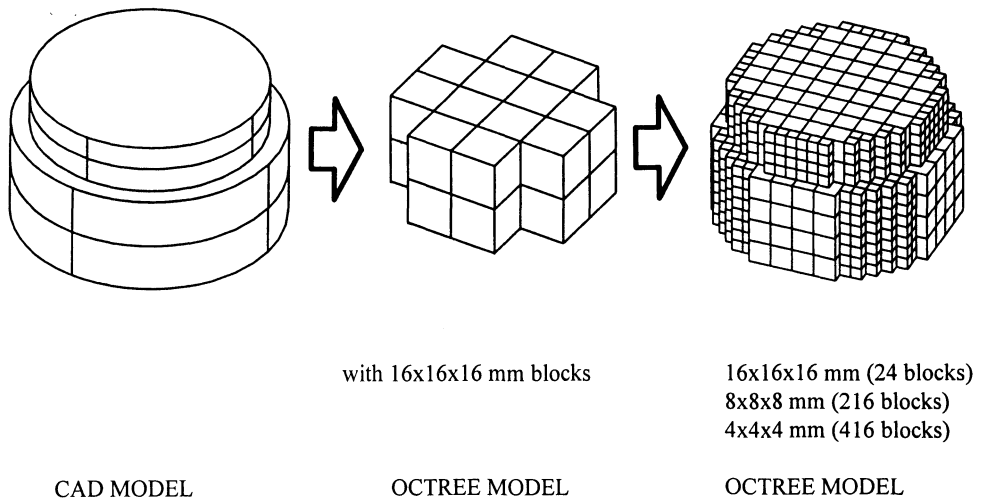 with 16x16x16 mm blocks
16x16x16 mm (24 blocks)
8x8x8 mm (216 blocks)
4x4x4 mm (416 blocks)
CAD MODEL
OCTREE MODEL
OCTREE MODEL